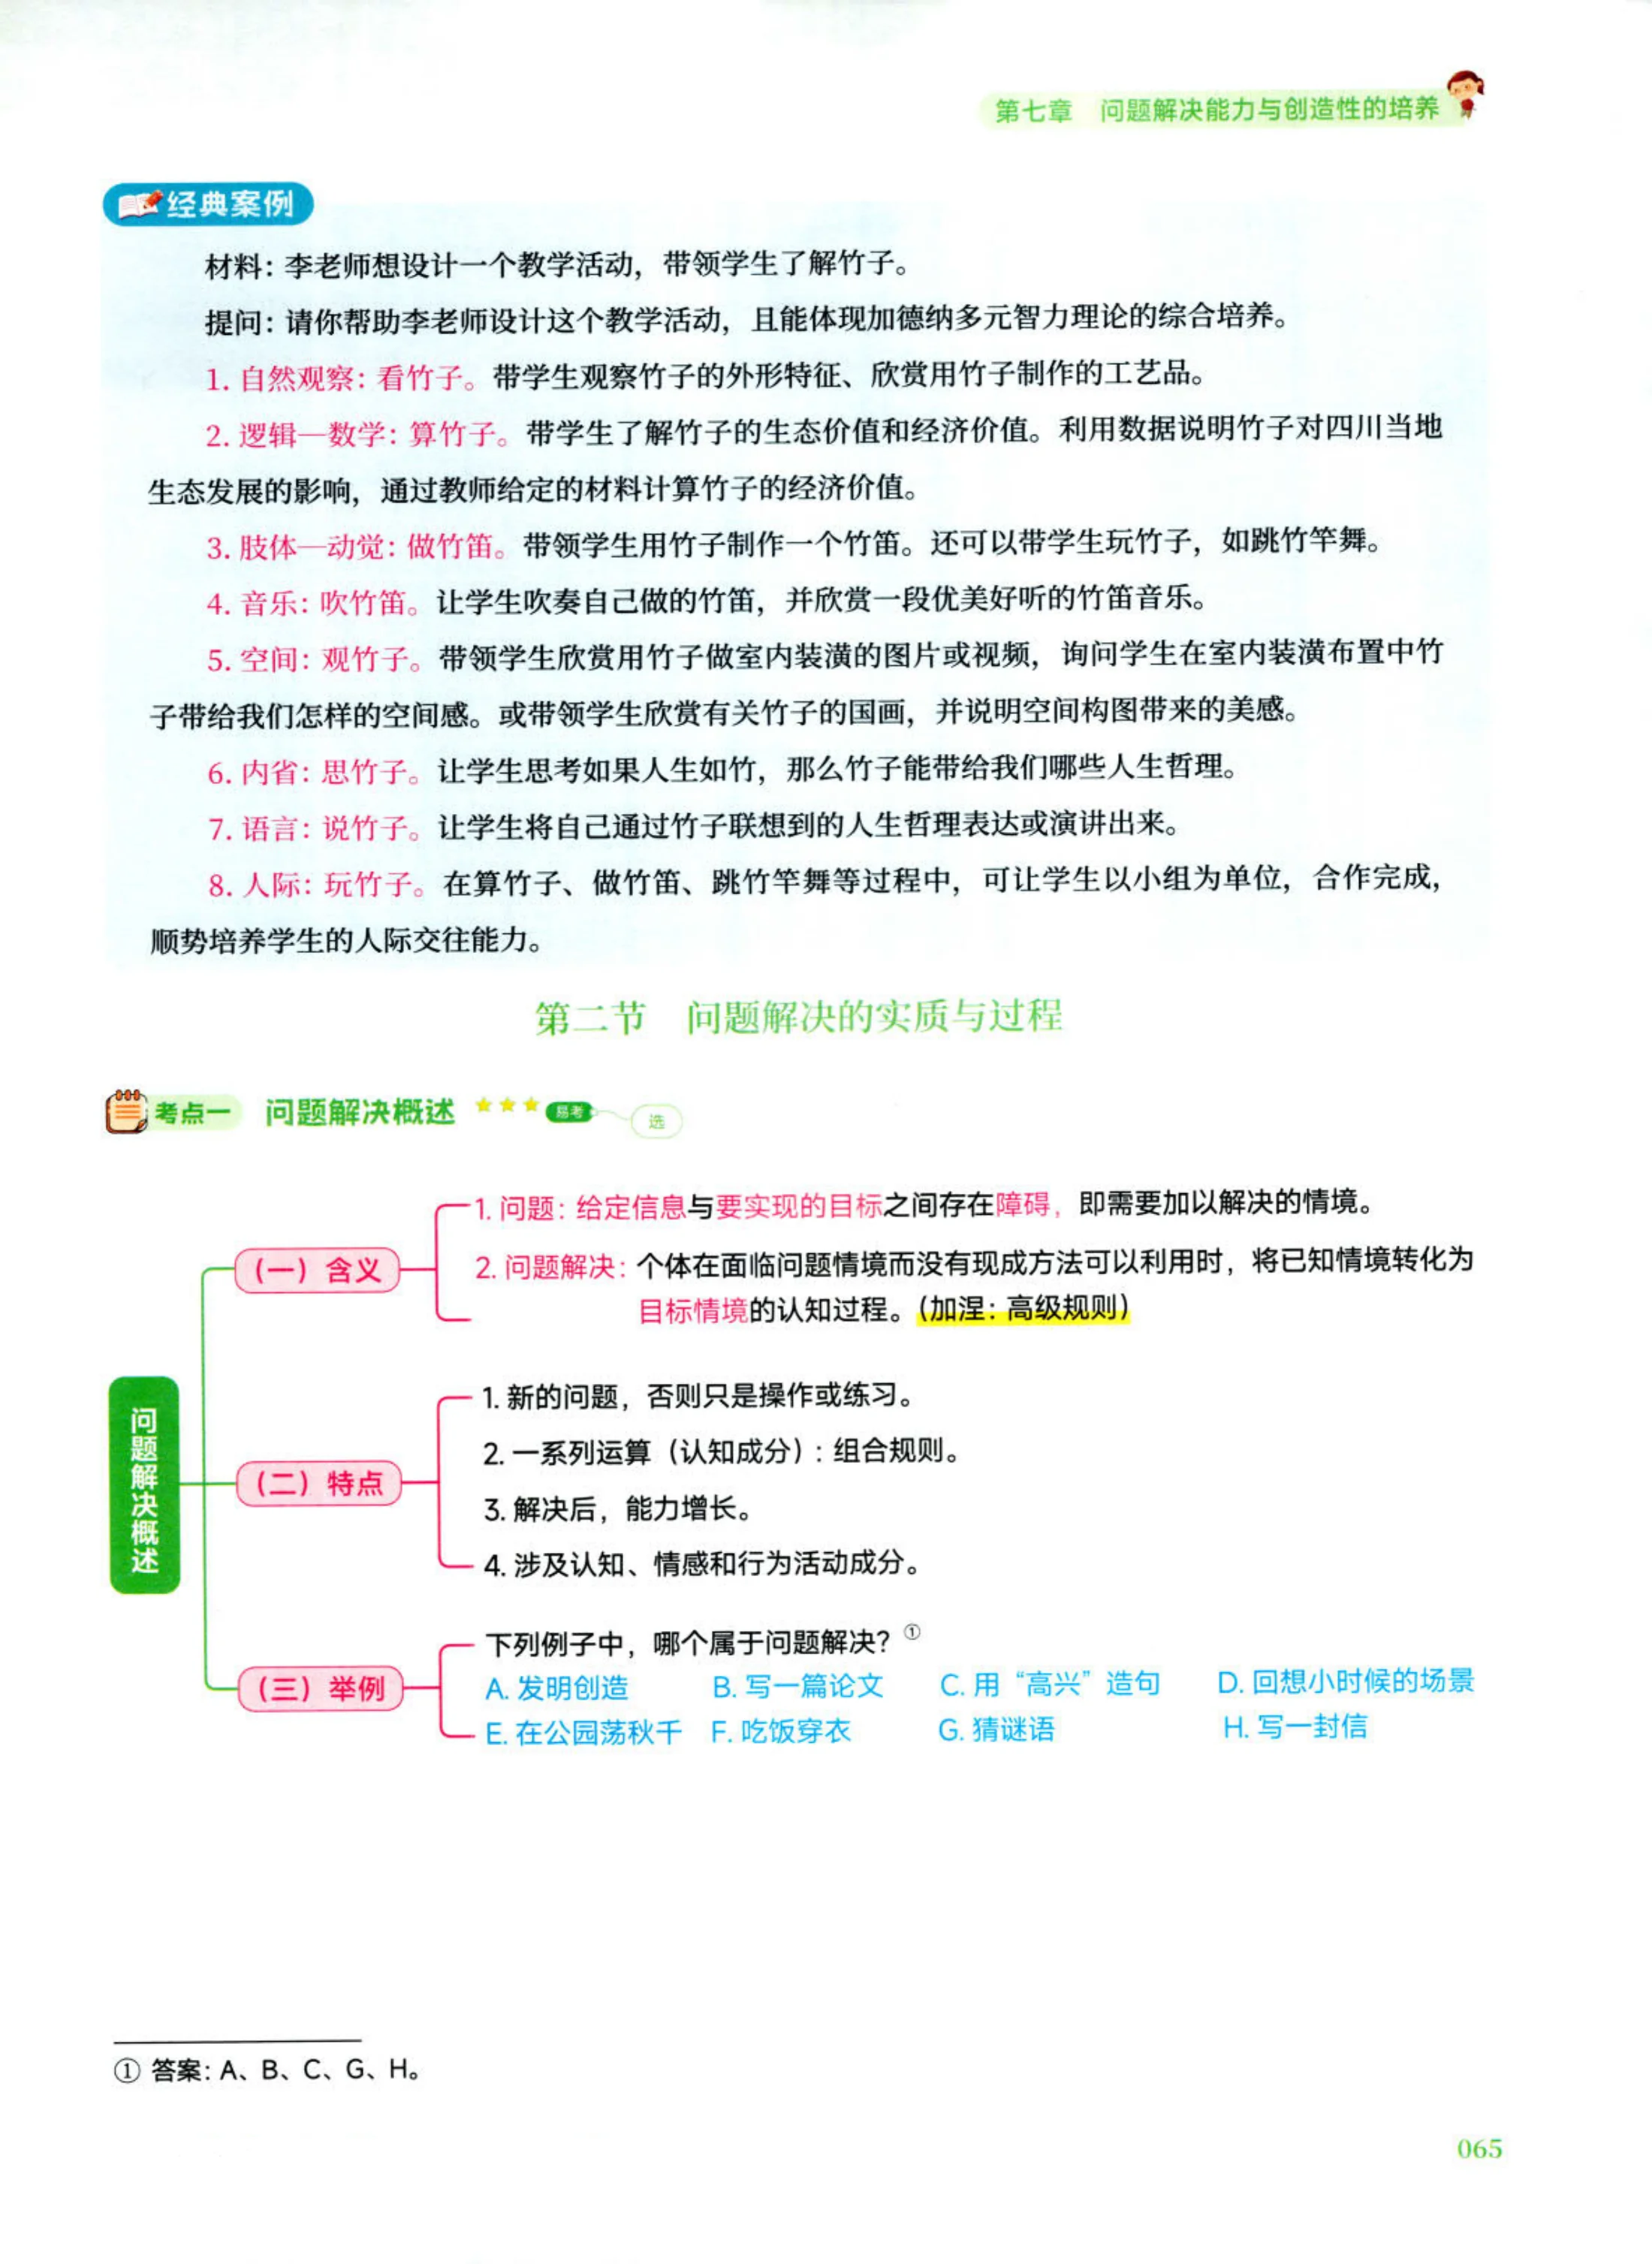 第七章 问题解决能力与创造性的培养
经典案例
材料：李老师想设计一个教学活动，带领学生了解竹子。
提问：请你帮助李老师设计这个教学活动，且能体现加德纳多元智力理论的综合培养。
1. 自然观察：看竹子。带学生观察竹子的外形特征、欣赏用竹子制作的工艺品。
2. 逻辑—数学：算竹子。带学生了解竹子的生态价值和经济价值。利用数据说明竹子对四川当地
生态发展的影响，通过教师给定的材料计算竹子的经济价值。
3. 肢体—动觉：做竹笛。带领学生用竹子制作一个竹笛。还可以带学生玩竹子，如跳竹竿舞。
4. 音乐：吹竹笛。让学生吹奏自己做的竹笛，并欣赏一段优美好听的竹笛音乐。
5. 空间：观竹子。带领学生欣赏用竹子做室内装潢的图片或视频，询问学生在室内装潢布置中竹
子带给我们怎样的空间感。或带领学生欣赏有关竹子的国画，并说明空间构图带来的美感。
6. 内省：思竹子。让学生思考如果人生如竹，那么竹子能带给我们哪些人生哲理。
7. 语言：说竹子。让学生将自己通过竹子联想到的人生哲理表达或演讲出来。
8. 人际：玩竹子。在算竹子、做竹笛、跳竹竿舞等过程中，可让学生以小组为单位，合作完成，
顺势培养学生的人际交往能力。
第二节 问题解决的实质与过程
考点一 问题解决概述 易考 选
问题解决概述
（一）含义
1. 问题：给定信息与要实现的目标之间存在障碍，即需要加以解决的情境。
2. 问题解决：个体在面临问题情境而没有现成方法可以利用时，将已知情境转化为
目标情境的认知过程。（加涅：高级规则）
（二）特点
1. 新的问题，否则只是操作或练习。
2. 一系列运算（认知成分）：组合规则。
3. 解决后，能力增长。
4. 涉及认知、情感和行为活动成分。
（三）举例
下列例子中，哪个属于问题解决？①
A. 发明创造 B. 写一篇论文 C. 用“高兴”造句 D. 回想小时候的场景
E. 在公园荡秋千 F. 吃饭穿衣 G. 猜谜语 H. 写一封信
① 答案：A、B、C、G、H。
065